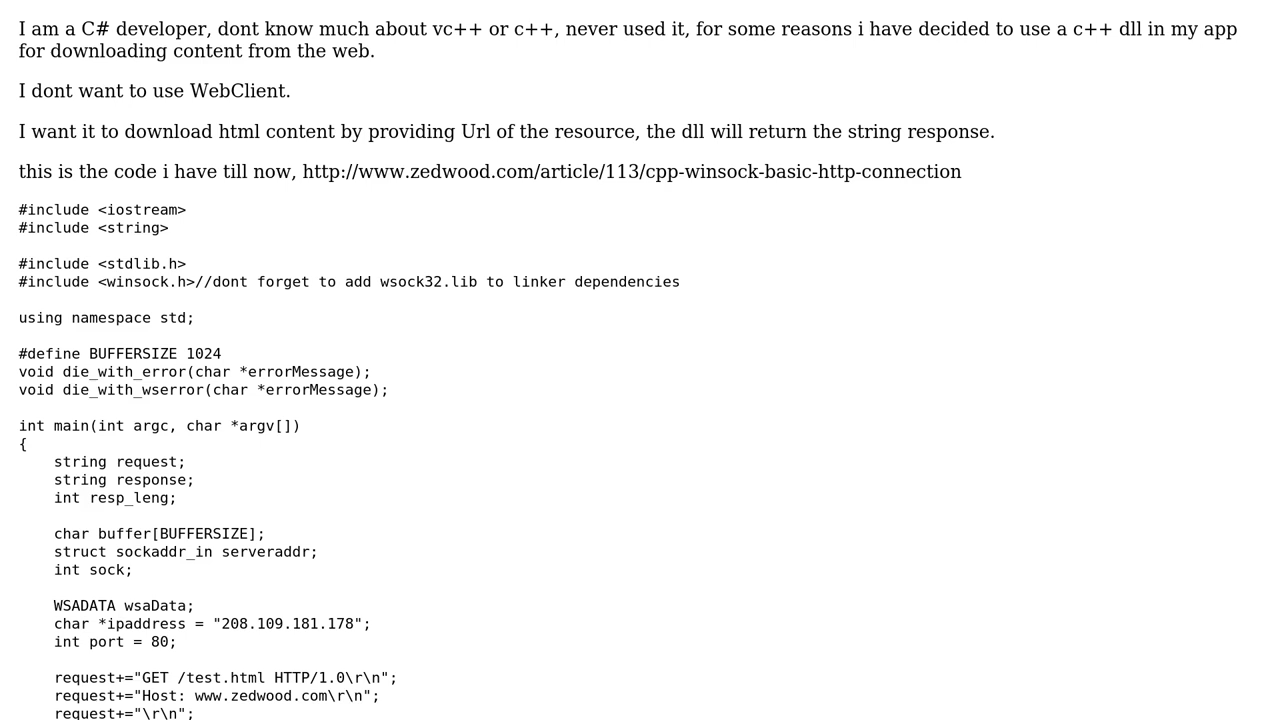 I am a C# developer, dont know much about vc++ or c++, never used it, for some reasons i have decided to use a c++ dll in my app
for downloading content from the web.
I dont want to use WebClient.
I want it to download html content by providing Url of the resource, the dll will return the string response.
this is the code i have till now, http://www.zedwood.com/article/113/cpp-winsock-basic-http-connection
#include <iostream>
#include <string>
#include <stdlib.h>
#include <winsock.h>//dont forget to add wsock32.lib to linker dependencies
using namespace std;
#define BUFFERSIZE 1024
void die_with_error(char *errorMessage);
void die_with_wserror(char *errorMessage);
int main(int argc, char *argv[])
{
    string request;
    string response;
    int resp_leng;
    char buffer[BUFFERSIZE];
    struct sockaddr_in serveraddr;
    int sock;
    WSADATA wsaData;
    char *ipaddress = "208.109.181.178";
    int port = 80;
    request+="GET /test.html HTTP/1.0\r\n";
    request+="Host: www.zedwood.com\r\n";
    request+="\r\n";